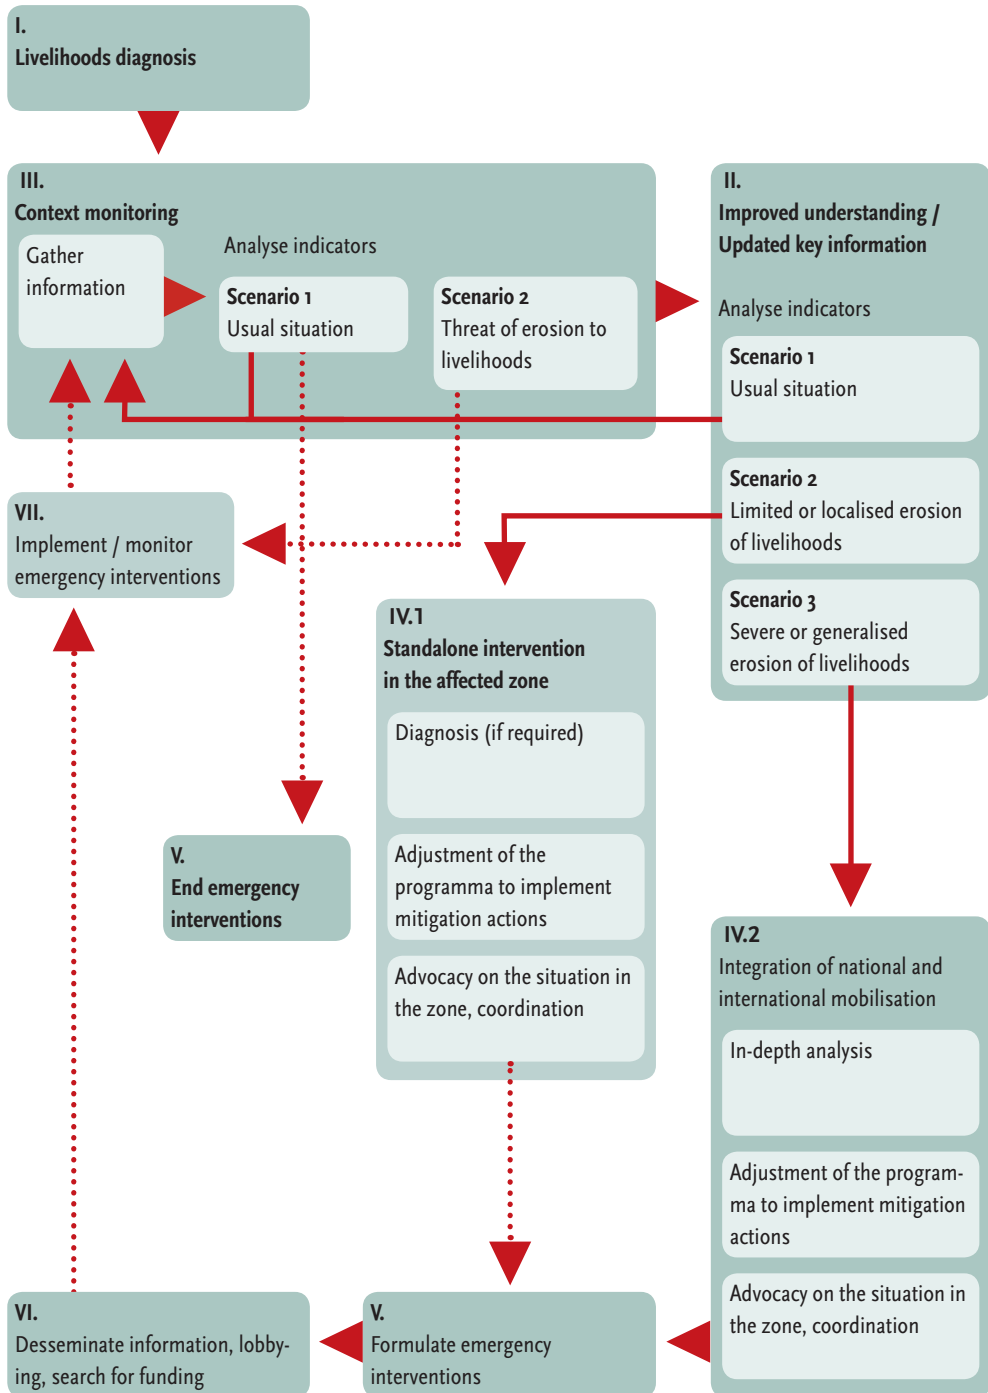 I.
Livelihoods diagnosis
III.
Context monitoring
Gather
information
Analyse indicators
Scenario 1
Usual situation
Scenario 2
Threat of erosion to
livelihoods
II.
Improved understanding /
Updated key information
Analyse indicators
Scenario 1
Usual situation
Scenario 2
Limited or localised erosion
of livelihoods
Scenario 3
Severe or generalised
erosion of livelihoods
VII.
Implement / monitor
emergency interventions
IV.1
Standalone intervention
in the affected zone
Diagnosis (if required)
Adjustment of the
programma to implement
mitigation actions
Advocacy on the situation in
the zone, coordination
V.
End emergency
interventions
IV.2
Integration of national and
international mobilisation
In-depth analysis
Adjustment of the program-
ma to implement mitigation
actions
Advocacy on the situation in
the zone, coordination
VI.
Desseminate information, lobby-
ing, search for funding
V.
Formulate emergency
interventions